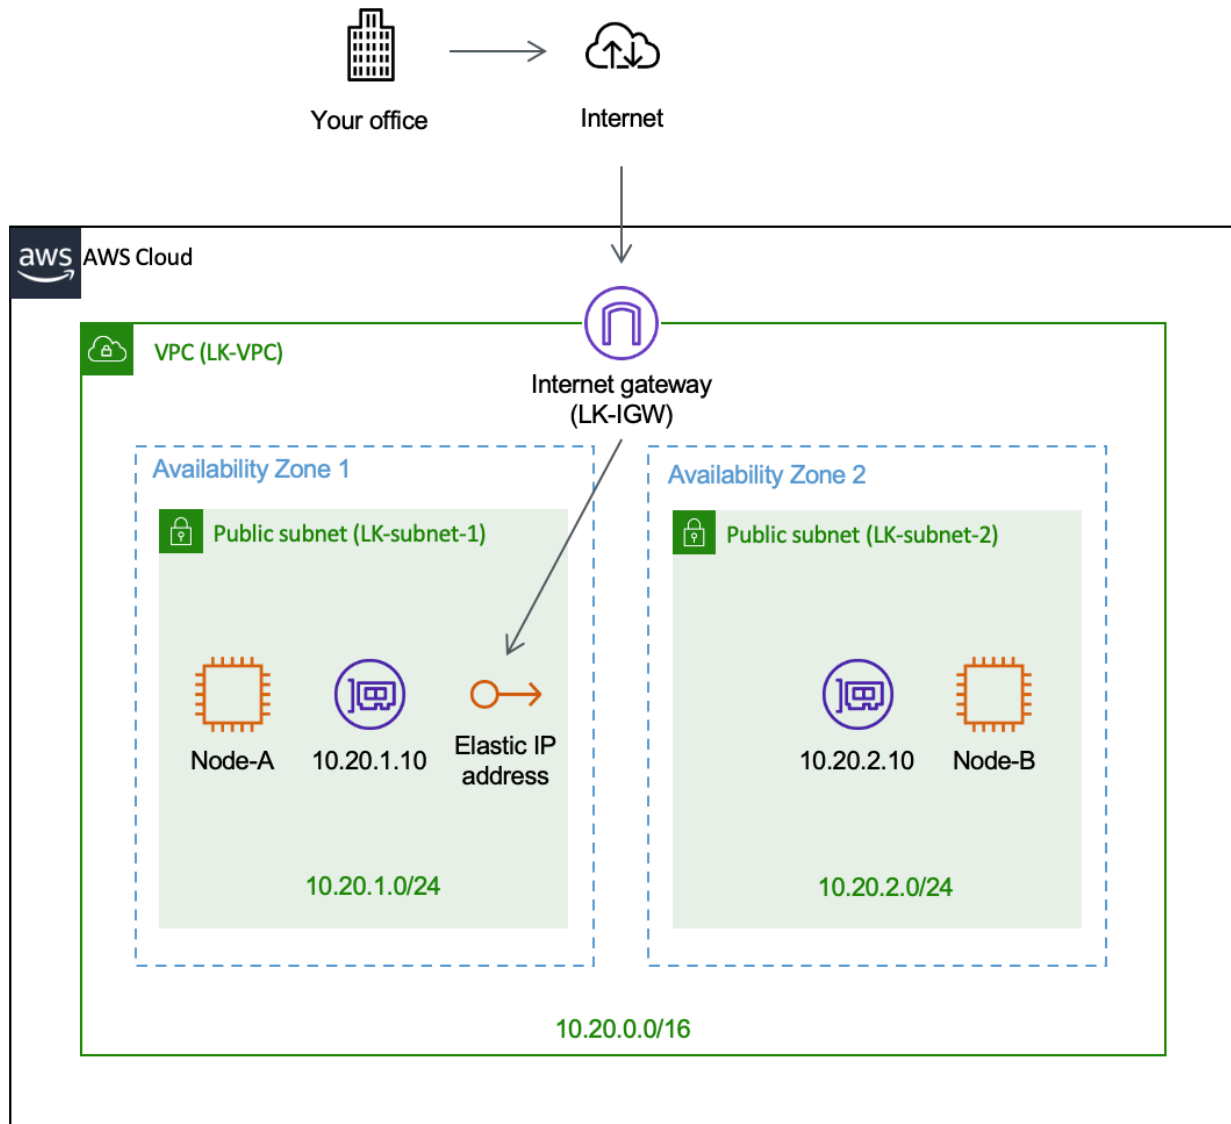 Your office
Internet
aws
AWS Cloud
VPC (LK-VPC)
Internet gateway
(LK-IGW)
Availability Zone 1
Public subnet (LK-subnet-1)
Node-A
10.20.1.10
Elastic IP
address
10.20.1.0/24
Availability Zone 2
Public subnet (LK-subnet-2)
10.20.2.10
Node-B
10.20.2.0/24
10.20.0.0/16